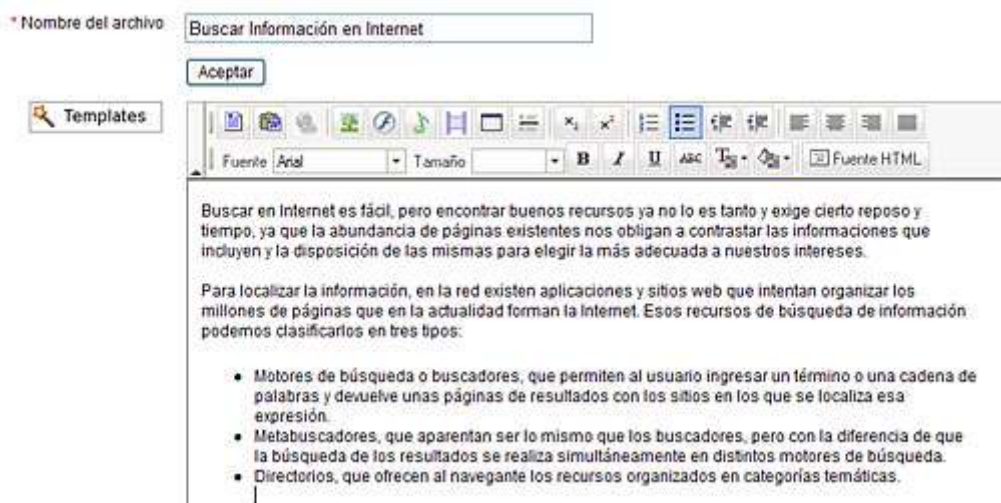 * Nombre del archivo
Buscar Información en Internet
Aceptar
Templates
Fuente Arial Tamaño B I U ABC T Fuente HTML
Buscar en Internet es fácil, pero encontrar buenos recursos ya no lo es tanto y exige cierto reposo y
tiempo, ya que la abundancia de páginas existentes nos obligan a contrastar las informaciones que
incluyen y la disposición de las mismas para elegir la más adecuada a nuestros intereses.
Para localizar la información, en la red existen aplicaciones y sitios web que intentan organizar los
millones de páginas que en la actualidad forman la Internet. Esos recursos de búsqueda de información
podemos clasificarlos en tres tipos:
• Motores de búsqueda o buscadores, que permiten al usuario ingresar un término o una cadena de
palabras y devuelve unas páginas de resultados con los sitios en los que se localiza esa
expresión.
• Metabuscadores, que aparentan ser lo mismo que los buscadores, pero con la diferencia de que
la búsqueda de los resultados se realiza simultáneamente en distintos motores de búsqueda.
• Directorios, que ofrecen al navegante los recursos organizados en categorías temáticas.